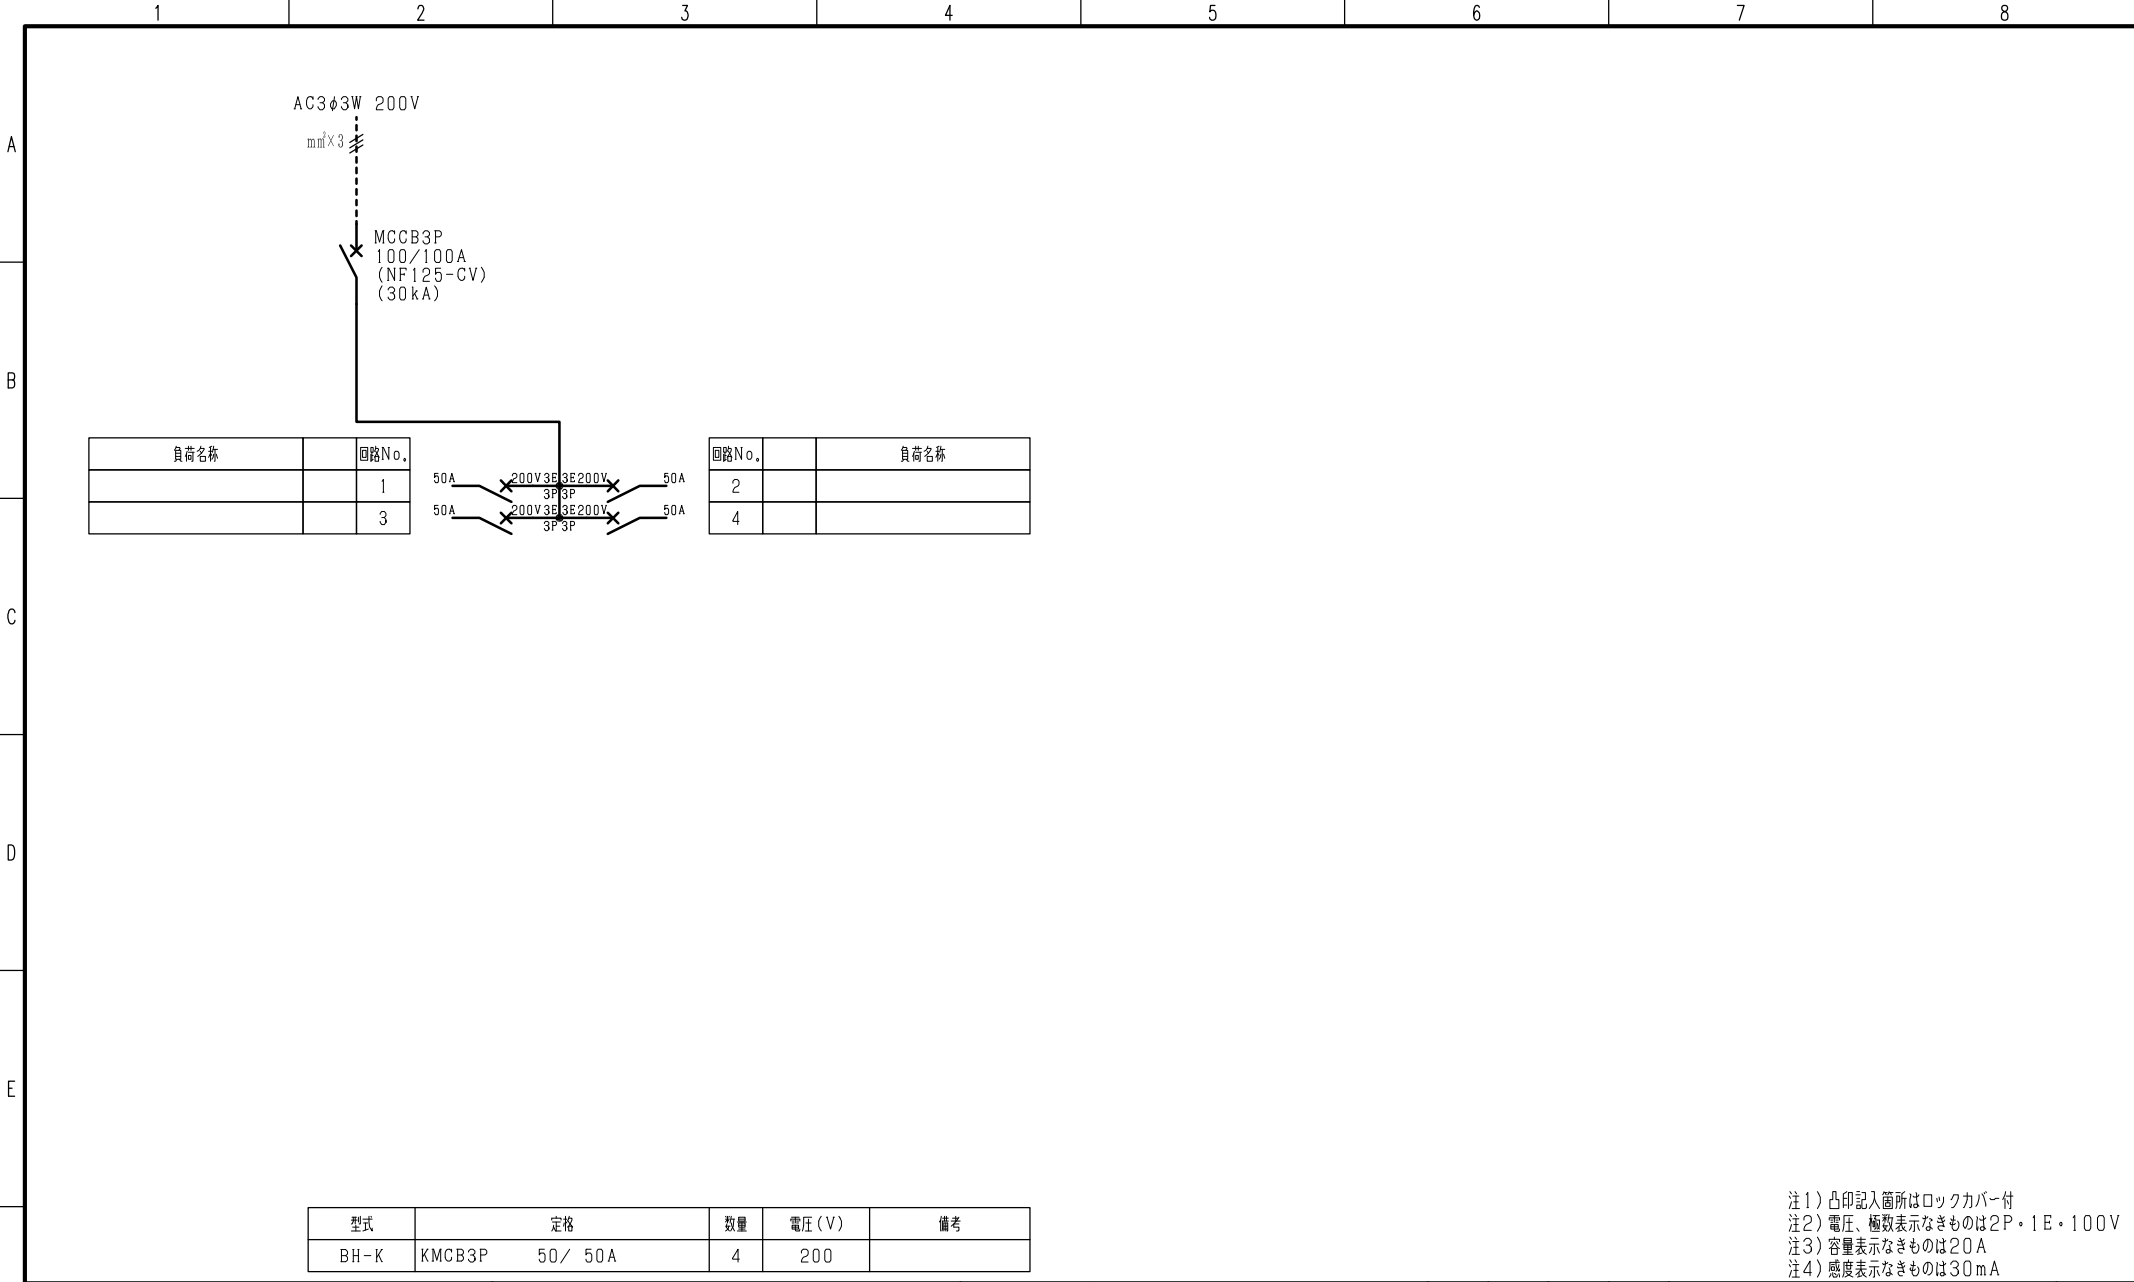 1 2 3 4 5 6 7 8
A
B
C
D
E
AC3φ3W 200V
m㎡×3
MCCB3P
100/100A
(NF125-CV)
(30kA)
負荷名称 回路No.
1
3
50A 200V 3E 3E 200V 50A
3P 3P
50A 200V 3E 3E 200V 50A
3P 3P
回路No. 負荷名称
2
4
型式 定格 数量 電圧(V) 備考
BH-K KMCB3P 50/ 50A 4 200
注1)凸印記入箇所はロックカバー付
注2)電圧、極数表示なきものは2P・1E・100V
注3)容量表示なきものは20A
注4)感度表示なきものは30mA